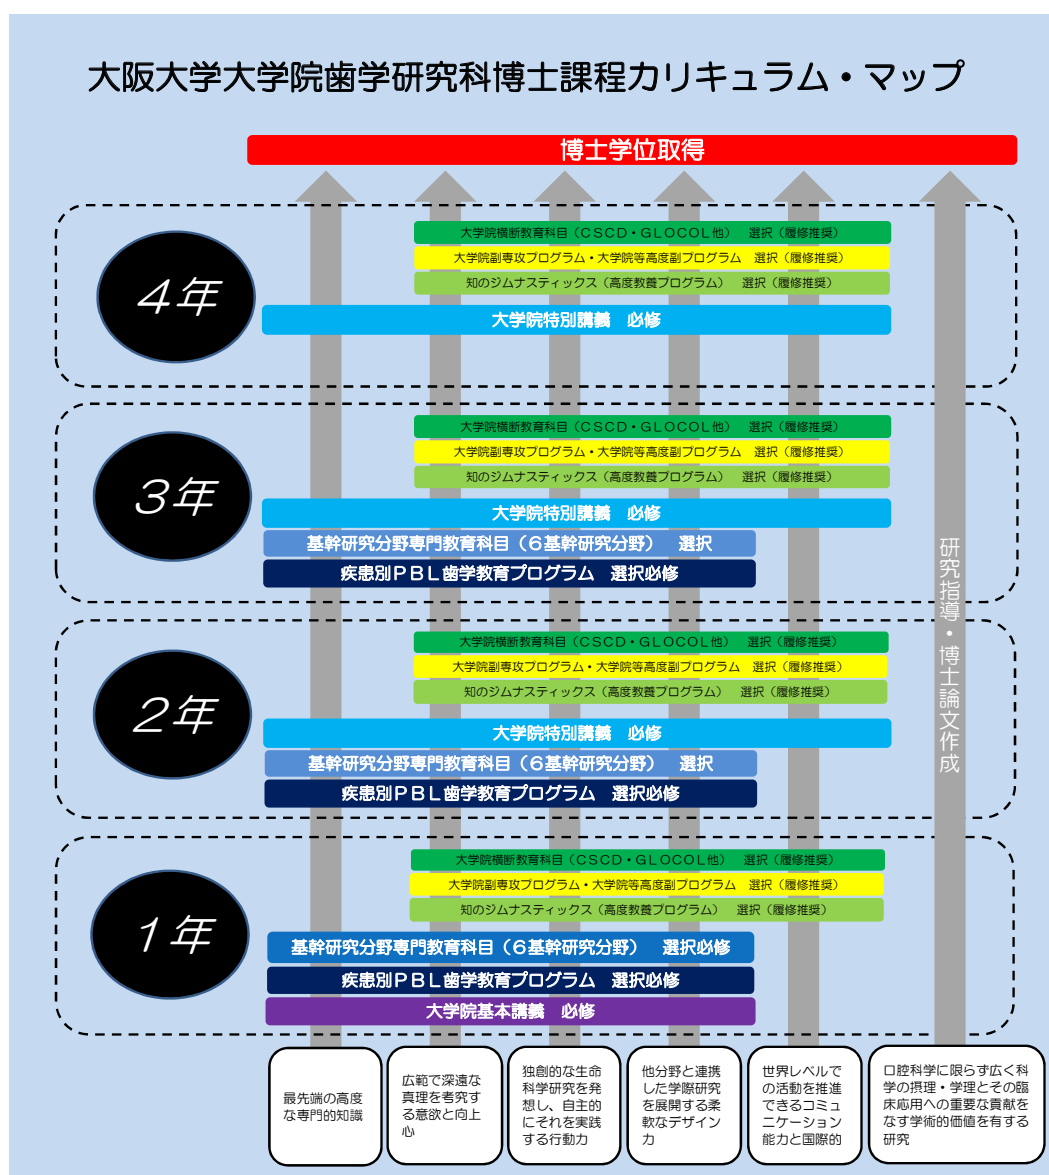 大阪大学大学院歯学研究科博士課程カリキュラム・マップ
博士学位取得
4年
大学院横断教育科目（ＣＳＣＤ・ＧＬＯＣＯＬ他）　選択（履修推奨）
大学院副専攻プログラム・大学院等高度副プログラム　選択（履修推奨）
知のジムナスティックス（高度教養プログラム）　選択（履修推奨）
大学院特別講義　必修
3年
大学院横断教育科目（ＣＳＣＤ・ＧＬＯＣＯＬ他）　選択（履修推奨）
大学院副専攻プログラム・大学院等高度副プログラム　選択（履修推奨）
知のジムナスティックス（高度教養プログラム）　選択（履修推奨）
大学院特別講義　必修
基幹研究分野専門教育科目（６基幹研究分野）　選択
疾患別ＰＢＬ歯学教育プログラム　選択必修
2年
大学院横断教育科目（ＣＳＣＤ・ＧＬＯＣＯＬ他）　選択（履修推奨）
大学院副専攻プログラム・大学院等高度副プログラム　選択（履修推奨）
知のジムナスティックス（高度教養プログラム）　選択（履修推奨）
大学院特別講義　必修
基幹研究分野専門教育科目（６基幹研究分野）　選択
疾患別ＰＢＬ歯学教育プログラム　選択必修
1年
大学院横断教育科目（ＣＳＣＤ・ＧＬＯＣＯＬ他）　選択（履修推奨）
大学院副専攻プログラム・大学院等高度副プログラム　選択（履修推奨）
知のジムナスティックス（高度教養プログラム）　選択（履修推奨）
基幹研究分野専門教育科目（６基幹研究分野）　選択必修
疾患別ＰＢＬ歯学教育プログラム　選択必修
大学院基本講義　必修
研究指導・博士論文作成
最先端の高度
な専門的知識
広範で深遠な
真理を考究す
る意欲と向上
心
独創的な生命
科学研究を発
想し、自主的
にそれを実践
する行動力
他分野と連携
した学際研究
を展開する柔
軟なデザイン
力
世界レベルで
の活動を推進
できるコミュ
ニケーション
能力と国際的
口腔科学に限らず広く科
学の摂理・学理とその臨
床応用への重要な貢献を
なす学術的価値を有する
研究